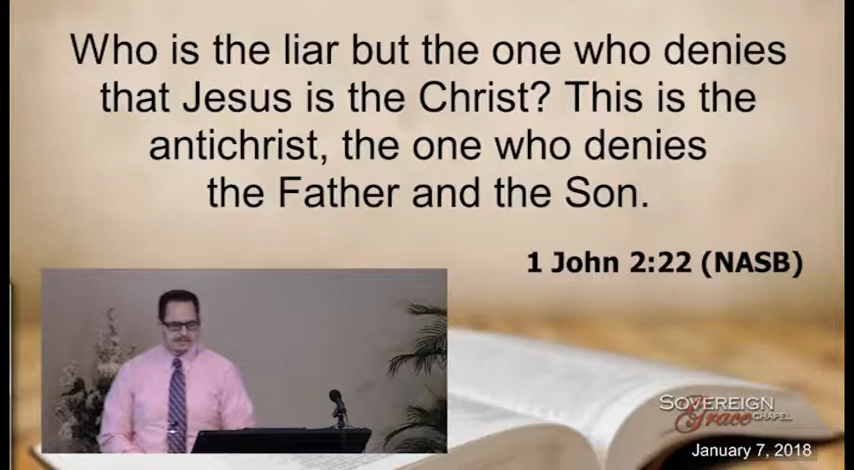 Who is the liar but the one who denies
that Jesus is the Christ? This is the
antichrist, the one who denies
the Father and the Son.
1 John 2:22 (NASB)
SOVEREIGN
Grace CHAPEL
January 7, 2018